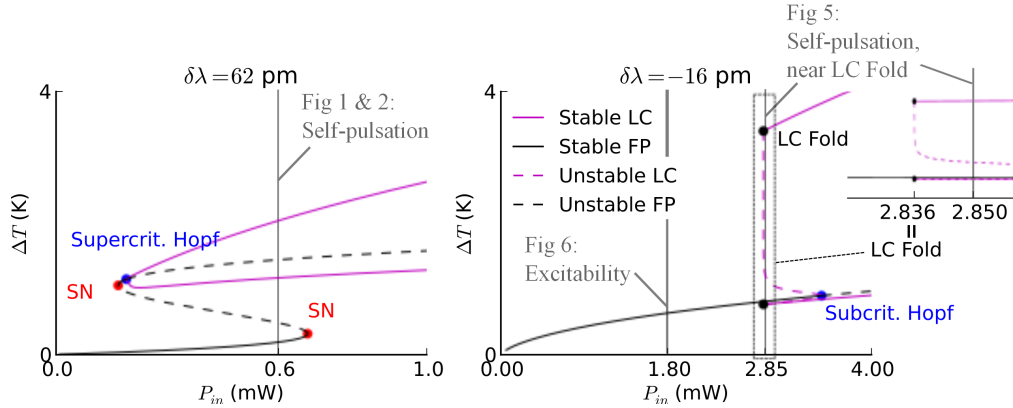 δλ=62 pm
4
Fig 1 & 2:
Self-pulsation
ΔT (K)
Supercrit. Hopf
SN
SN
0
0.00
0.6
1.0
P_in (mW)
δλ=−16 pm
Fig 5:
Self-pulsation,
near LC Fold
4
Stable LC
Stable FP
Unstable LC
Unstable FP
LC Fold
ΔT (K)
Fig 6:
Excitability
2.836
2.850
=
LC Fold
Subcrit. Hopf
0
0.00
1.80
2.85
4.00
P_in (mW)